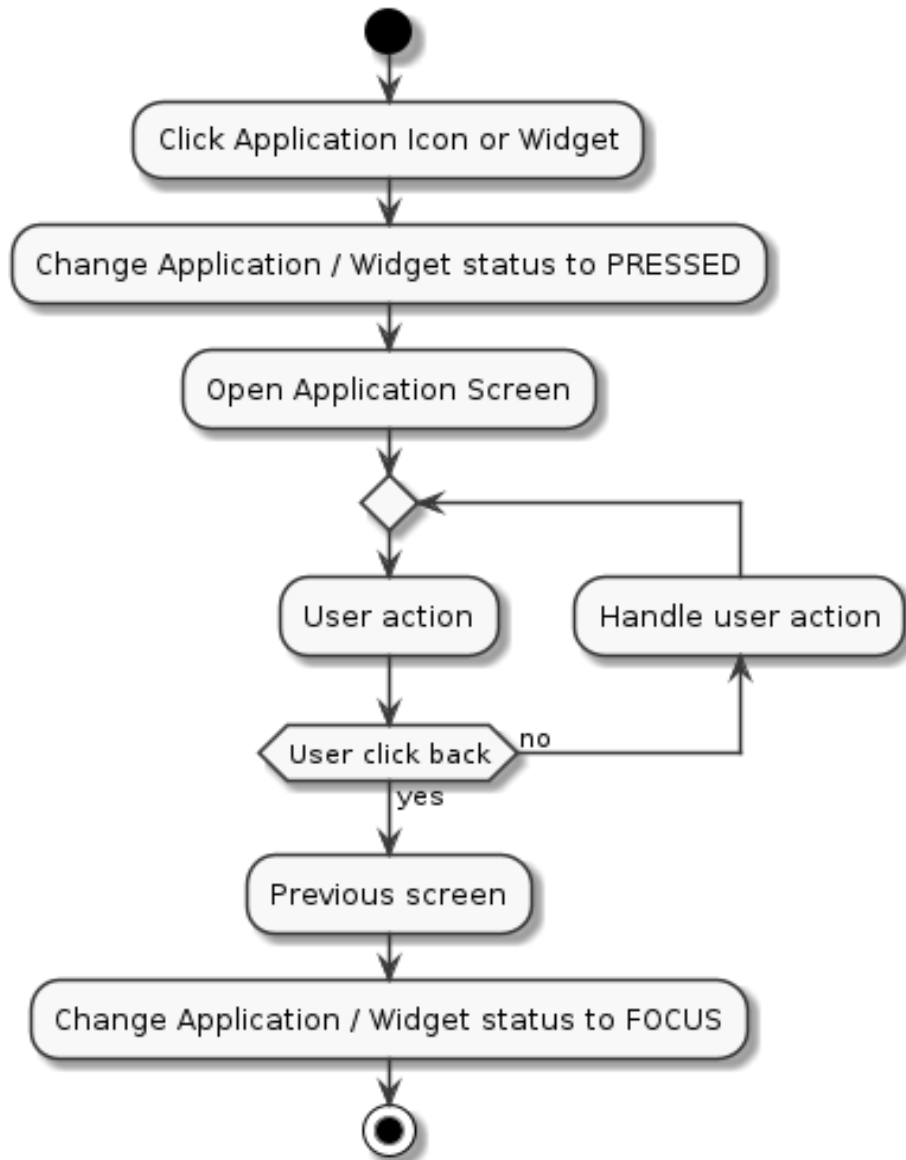 Click Application Icon or Widget
Change Application / Widget status to PRESSED
Open Application Screen
User action
Handle user action
User click back
no
yes
Previous screen
Change Application / Widget status to FOCUS